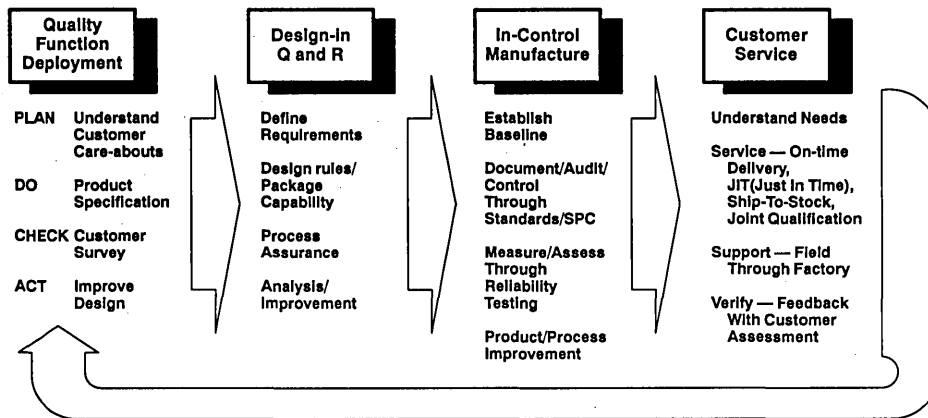 Quality
Function
Deployment
PLAN Understand
Customer
Care-abouts
DO Product
Specification
CHECK Customer
Survey
ACT Improve
Design
Design-In
Q and R
Define
Requirements
Design rules/
Package
Capability
Process
Assurance
Analysis/
Improvement
In-Control
Manufacture
Establish
Baseline
Document/Audit/
Control
Through
Standards/SPC
Measure/Assess
Through
Reliability
Testing
Product/Process
Improvement
Customer
Service
Understand Needs
Service — On-time
Delivery,
JIT(Just In Time),
Ship-To-Stock,
Joint Qualification
Support — Field
Through Factory
Verify — Feedback
With Customer
Assessment